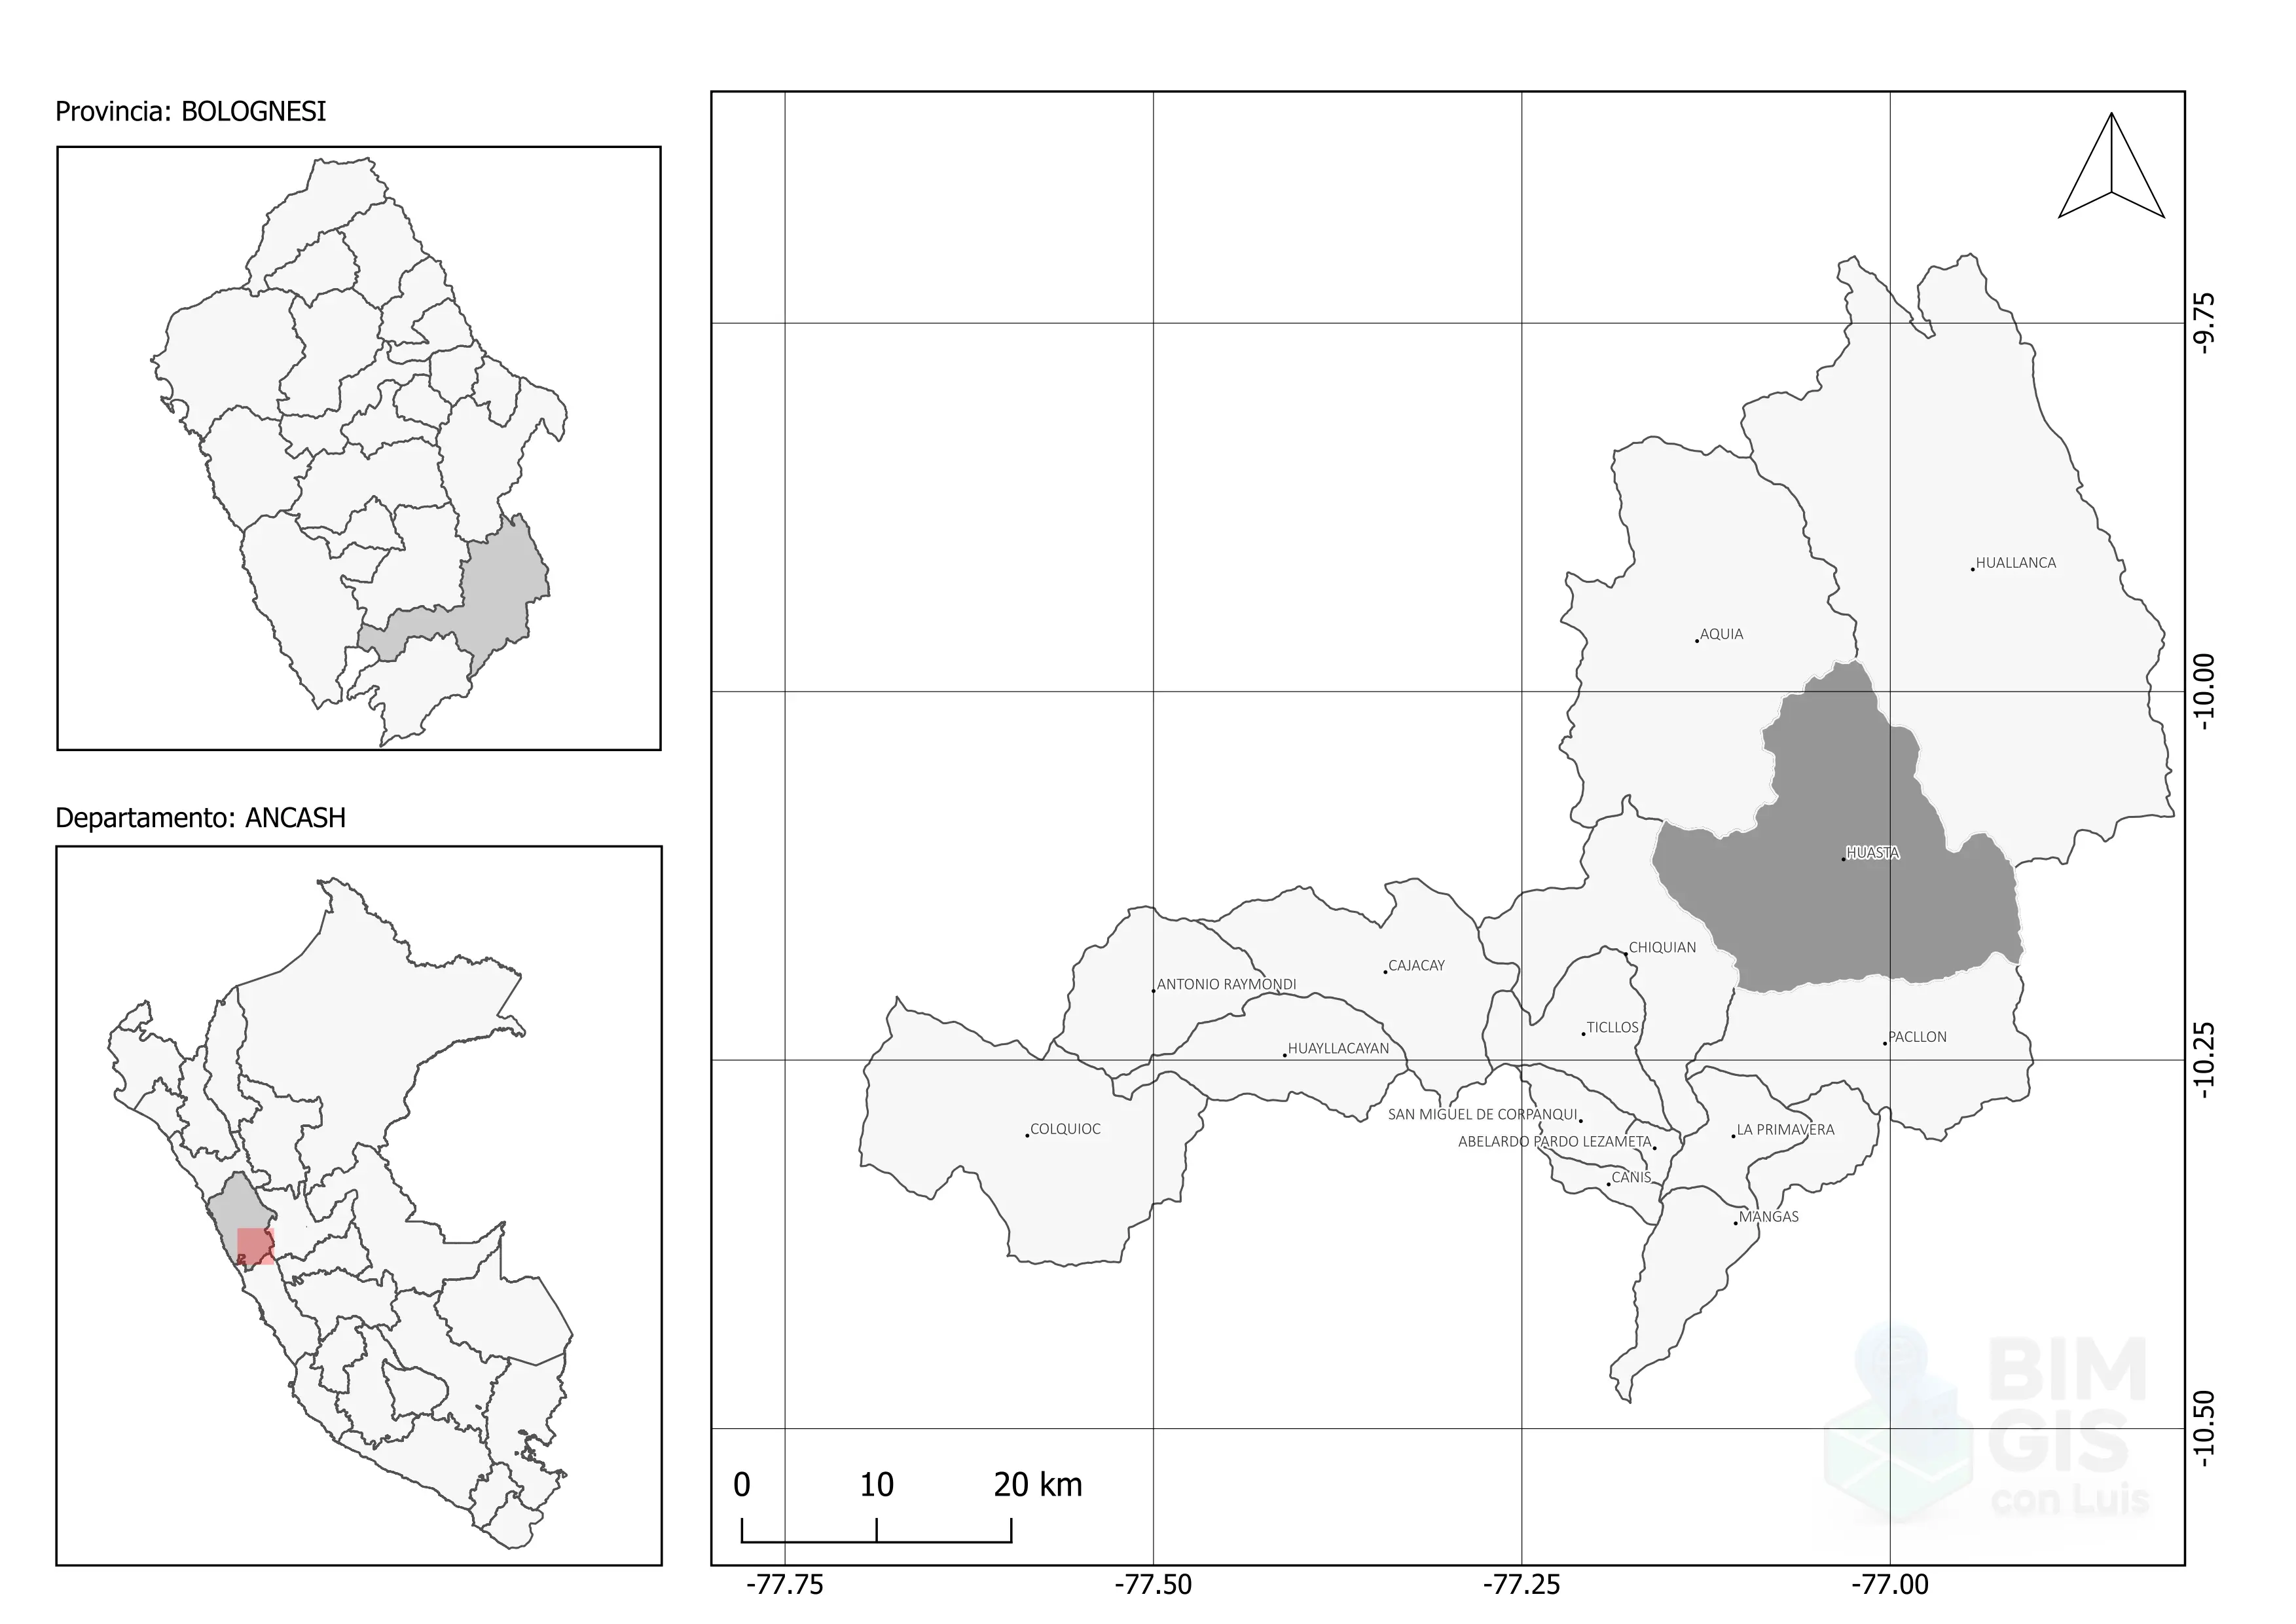 Provincia: BOLOGNESI
Departamento: ANCASH
HUALLANCA
AQUIA
HUASTA
CHIQUIAN
CAJACAY
ANTONIO RAYMONDI
TICLLOS
PACLLON
HUAYLLACAYAN
SAN MIGUEL DE CORPANQUI
COLQUIOC
LA PRIMAVERA
ABELARDO PARDO LEZAMETA
CANIS
MANGAS
-9.75
-10.00
-10.25
-10.50
0 10 20 km
-77.75 -77.50 -77.25 -77.00
BIM
GIS
con Luis